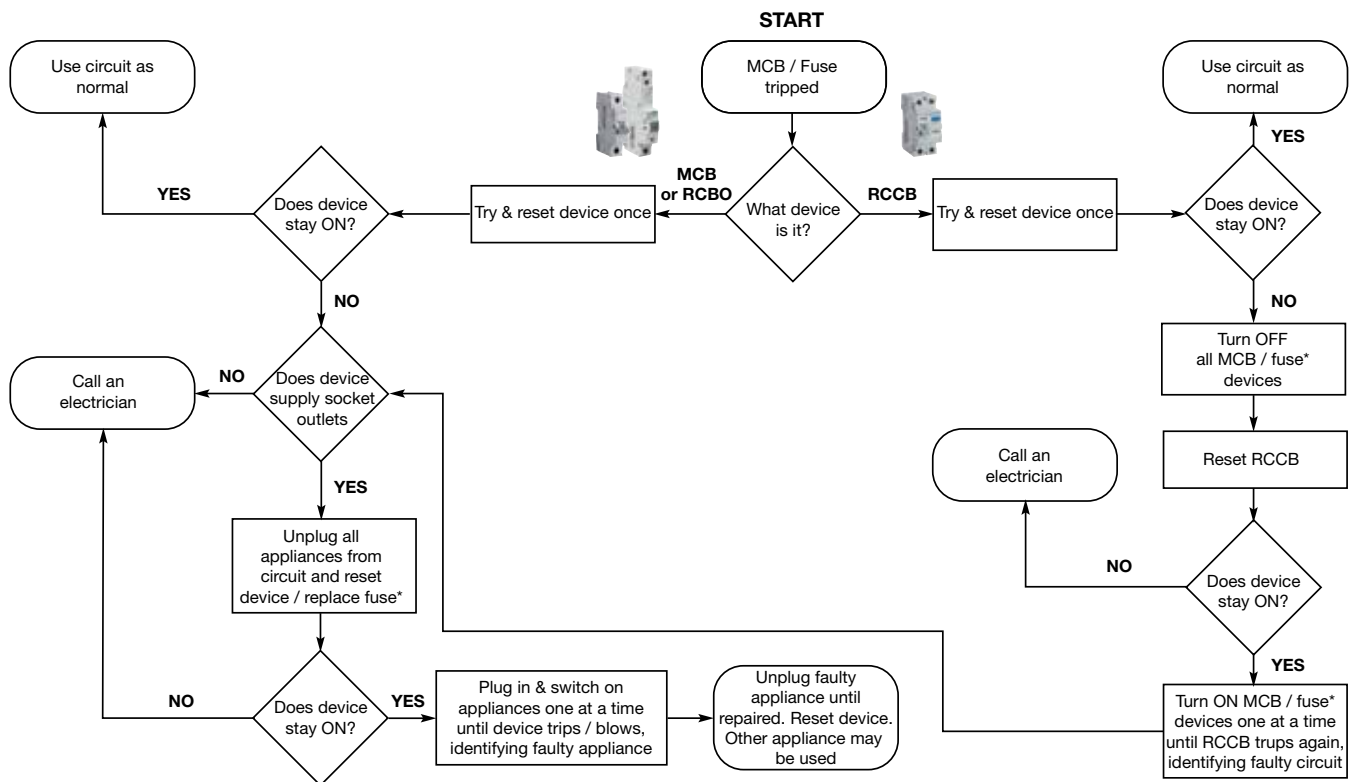 START
Use circuit as
normal
MCB / Fuse
tripped
Use circuit as
normal
YES
Does device
stay ON?
Try & reset device once
MCB
or RCBO
What device
is it?
RCCB
Try & reset device once
YES
Does device
stay ON?
NO
NO
Turn OFF
all MCB / fuse*
devices
Call an
electrician
NO
Does device
supply socket
outlets
Reset RCCB
Call an
electrician
YES
Unplug all
appliances from
circuit and reset
device / replace fuse*
NO
Does device
stay ON?
YES
NO
Does device
stay ON?
YES
Plug in & switch on
appliances one at a time
until device trips / blows,
identifying faulty appliance
Unplug faulty
appliance until
repaired. Reset device.
Other appliance may
be used
Turn ON MCB / fuse*
devices one at a time
until RCCB trups again,
identifying faulty circuit